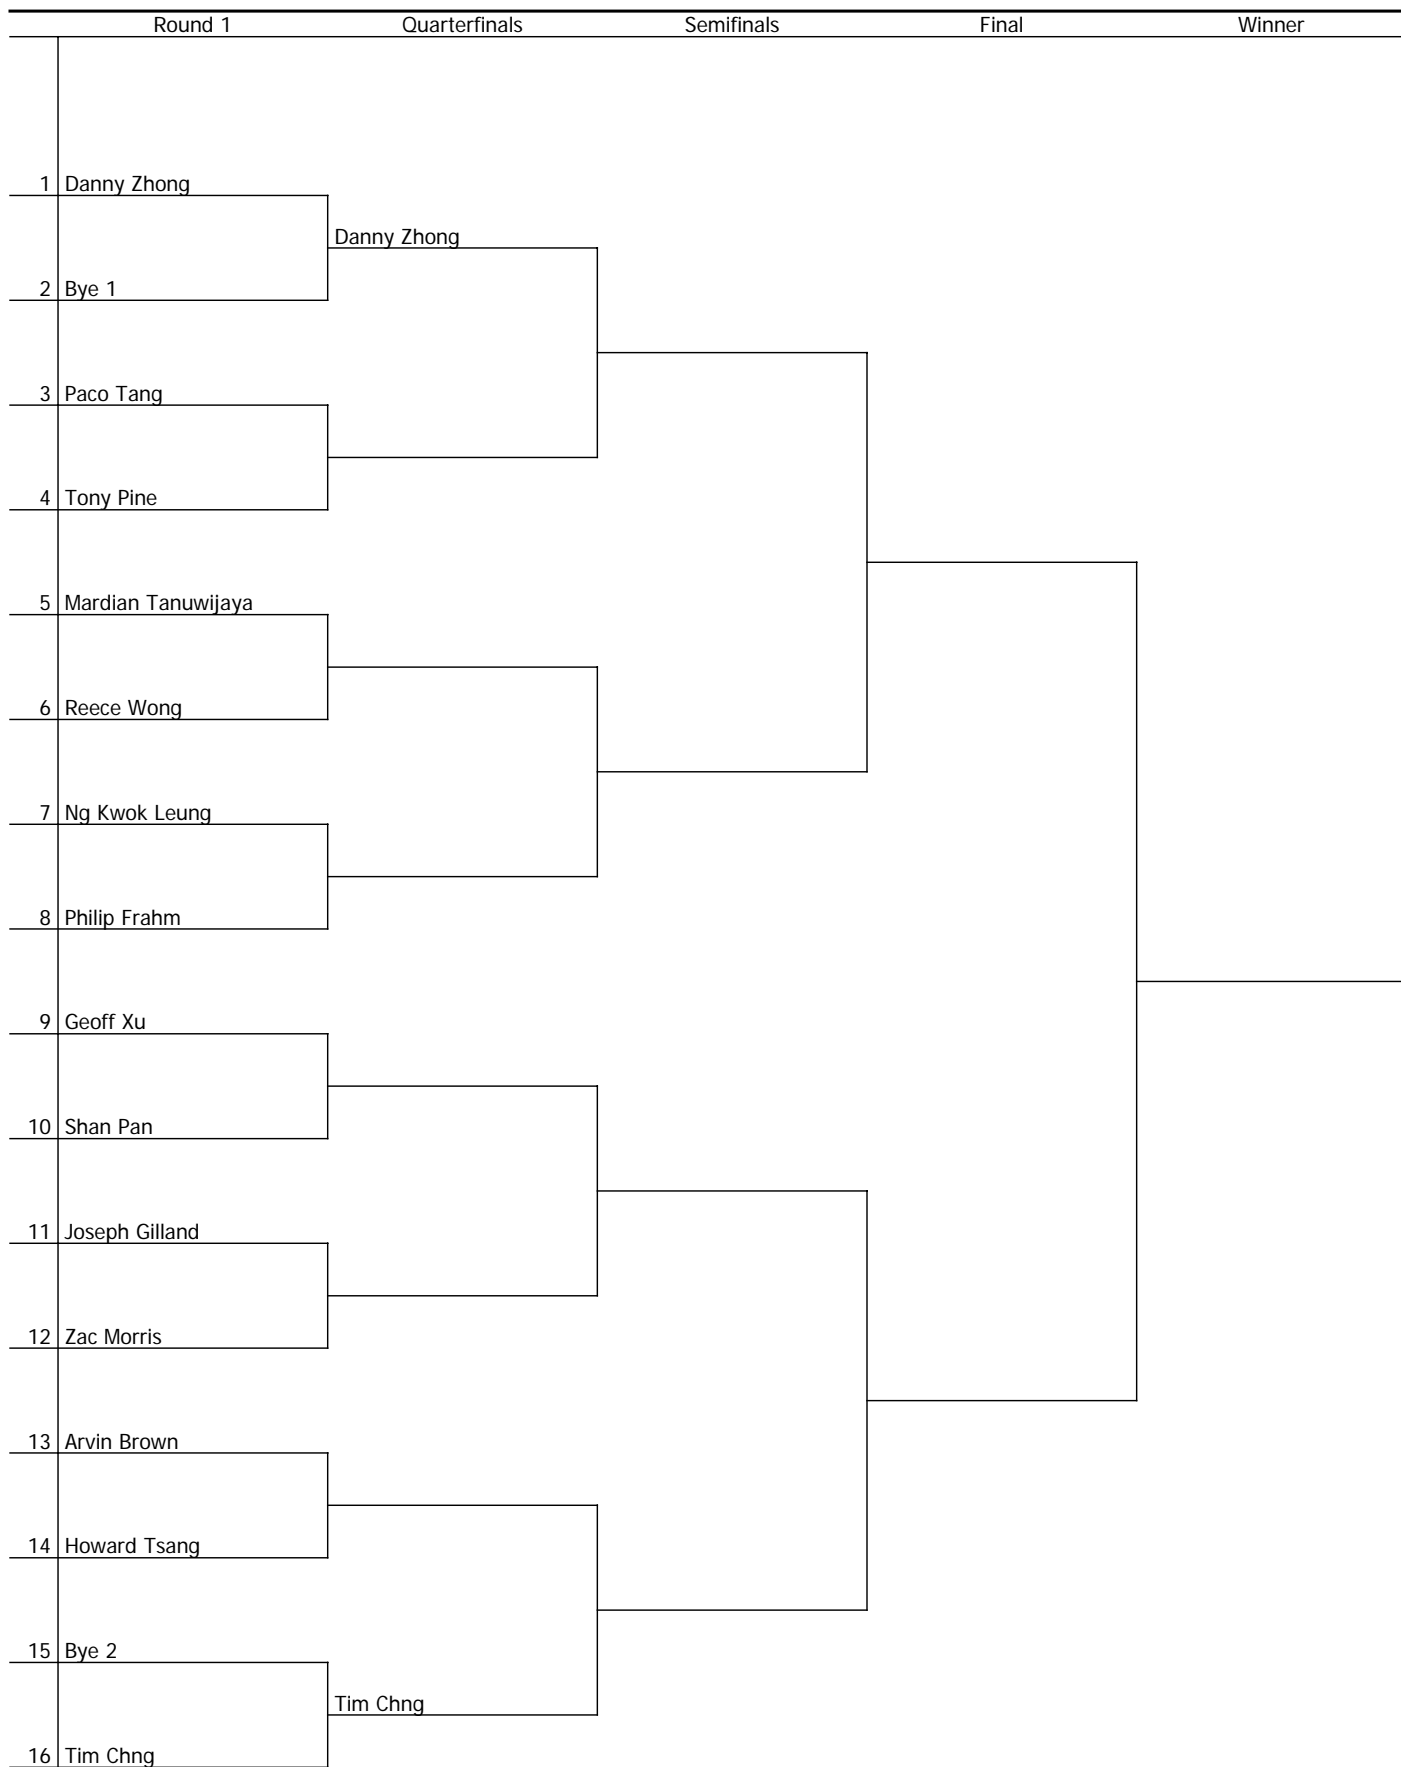 Round 1 Quarterfinals Semifinals Final Winner
1 Danny Zhong
Danny Zhong
2 Bye 1
3 Paco Tang
4 Tony Pine
5 Mardian Tanuwijaya
6 Reece Wong
7 Ng Kwok Leung
8 Philip Frahm
9 Geoff Xu
10 Shan Pan
11 Joseph Gilland
12 Zac Morris
13 Arvin Brown
14 Howard Tsang
15 Bye 2
Tim Chng
16 Tim Chng